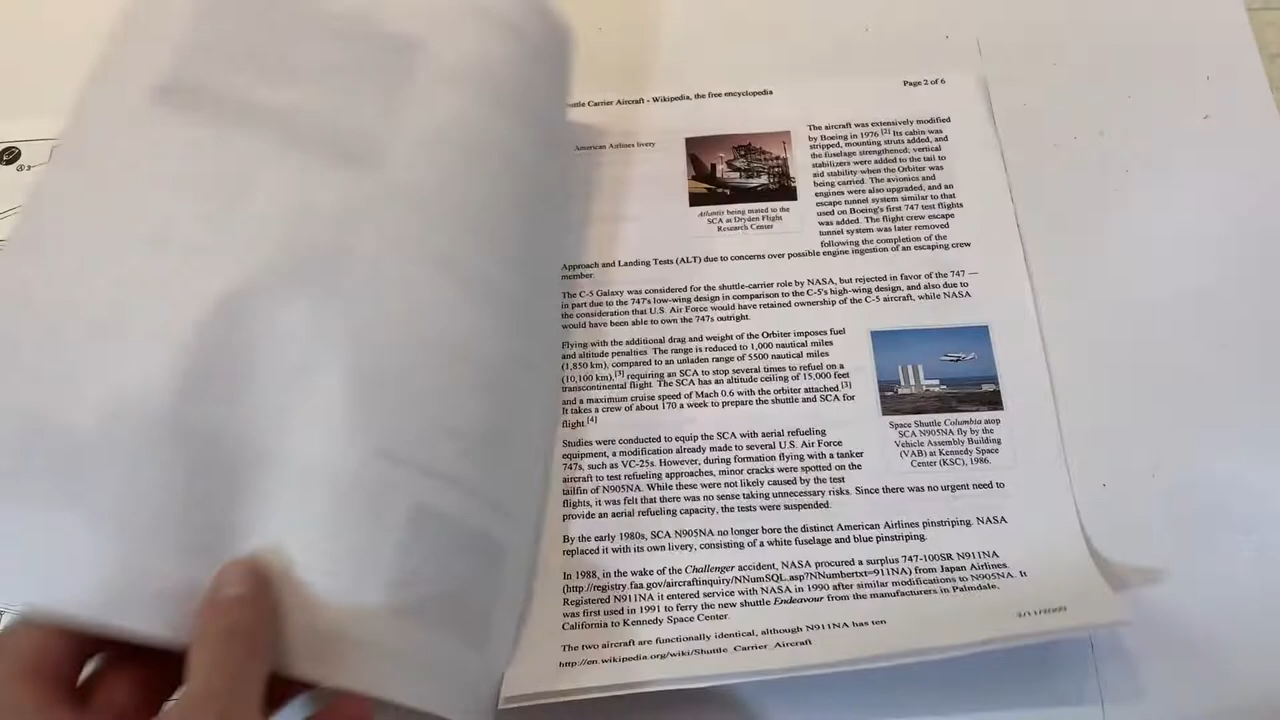 Shuttle Carrier Aircraft - Wikipedia, the free encyclopedia
Page 2 of 6
American Airlines livery
Atlantis being mated to the
SCA at Dryden Flight
Research Center
The aircraft was extensively modified
by Boeing in 1976.[2] Its cabin was
stripped, mounting struts added, and
the fuselage strengthened; vertical
stabilizers were added to the tail to
aid stability when the Orbiter was
being carried. The avionics and
engines were also upgraded, and an
escape tunnel system similar to that
used on Boeing's first 747 test flights
was added. The flight crew escape
tunnel system was later removed
following the completion of the
Approach and Landing Tests (ALT) due to concerns over possible engine ingestion of an escaping crew
member.
The C-5 Galaxy was considered for the shuttle-carrier role by NASA, but rejected in favor of the 747 —
in part due to the 747's low-wing design in comparison to the C-5's high-wing design, and also due to
the consideration that U.S. Air Force would have retained ownership of the C-5 aircraft, while NASA
would have been able to own the 747s outright.
Flying with the additional drag and weight of the Orbiter imposes fuel
and altitude penalties. The range is reduced to 1,000 nautical miles
(1,850 km), compared to an unladen range of 5500 nautical miles
(10,100 km),[3] requiring an SCA to stop several times to refuel on a
transcontinental flight. The SCA has an altitude ceiling of 15,000 feet
and a maximum cruise speed of Mach 0.6 with the orbiter attached.[3]
It takes a crew of about 170 a week to prepare the shuttle and SCA for
flight.[4]
Space Shuttle Columbia atop
SCA N905NA fly by the
Vehicle Assembly Building
(VAB) at Kennedy Space
Center (KSC), 1986.
Studies were conducted to equip the SCA with aerial refueling
equipment, a modification already made to several U.S. Air Force
747s, such as VC-25s. However, during formation flying with a tanker
aircraft to test refueling approaches, minor cracks were spotted on the
tailfin of N905NA. While these were not likely caused by the test
flights, it was felt that there was no sense taking unnecessary risks. Since there was no urgent need to
provide an aerial refueling capacity, the tests were suspended.
By the early 1980s, SCA N905NA no longer bore the distinct American Airlines pinstriping. NASA
replaced it with its own livery, consisting of a white fuselage and blue pinstriping.
In 1988, in the wake of the Challenger accident, NASA procured a surplus 747-100SR N911NA
(http://registry.faa.gov/aircraftinquiry/NNumSQL.asp?NNumbertxt=911NA) from Japan Airlines.
Registered N911NA it entered service with NASA in 1990 after similar modifications to N905NA. It
was first used in 1991 to ferry the new shuttle Endeavour from the manufacturers in Palmdale,
California to Kennedy Space Center.
The two aircraft are functionally identical, although N911NA has ten
http://en.wikipedia.org/wiki/Shuttle_Carrier_Aircraft